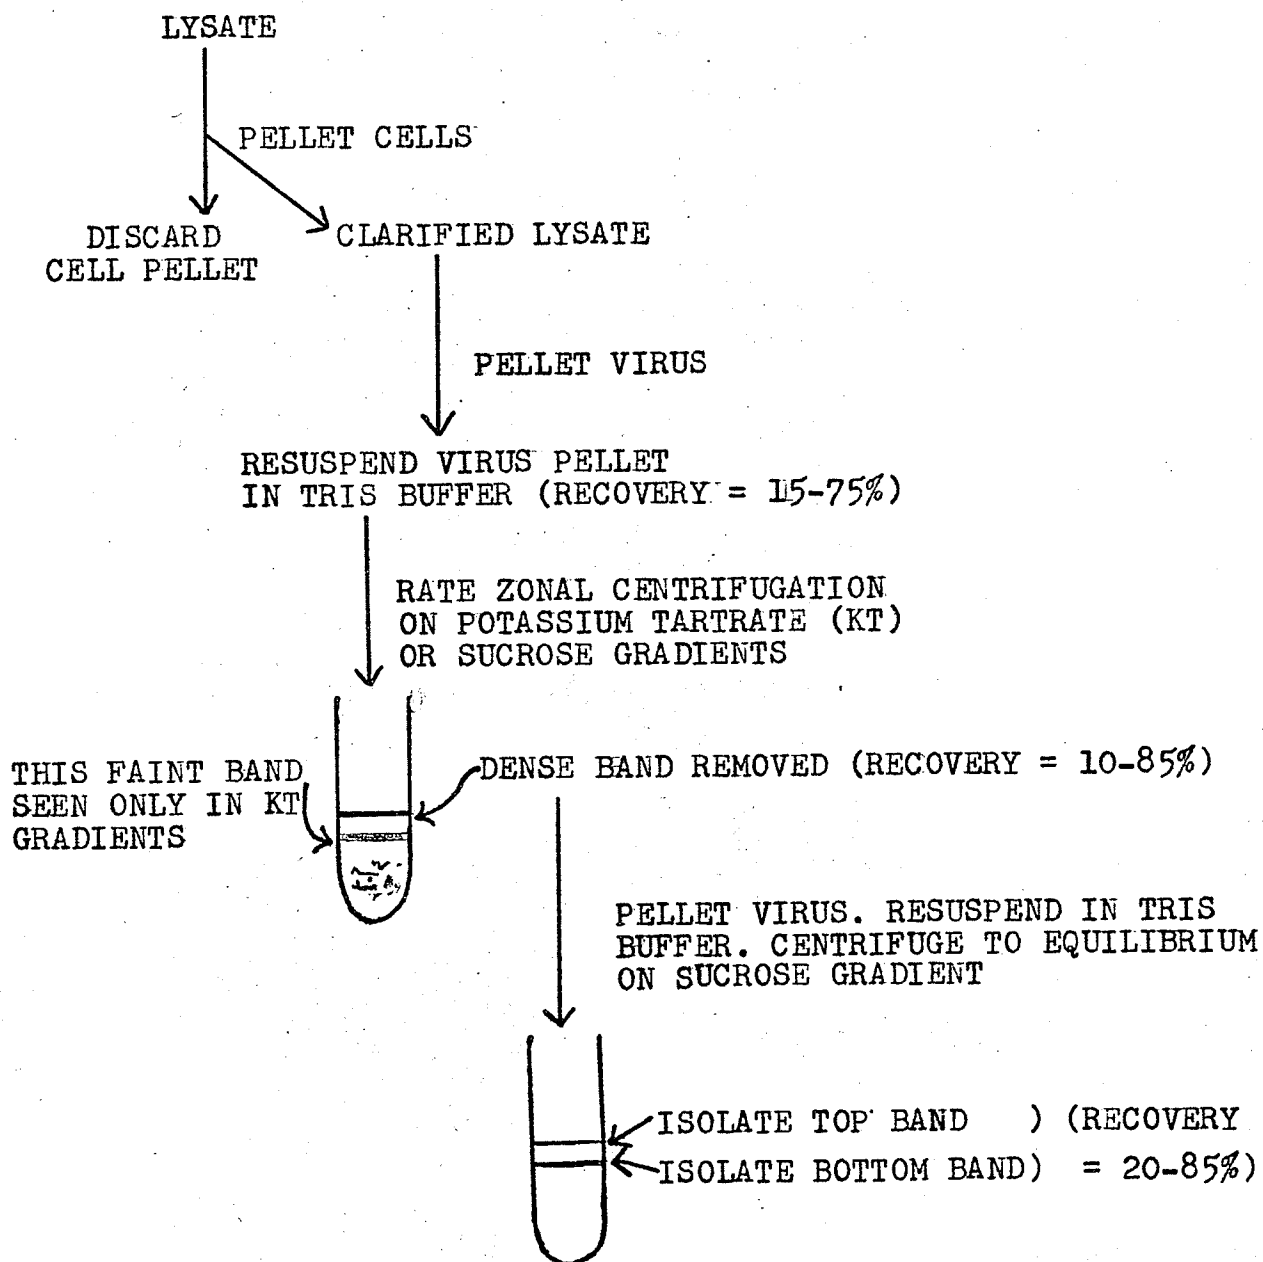 LYSATE
PELLET CELLS
DISCARD
CELL PELLET
CLARIFIED LYSATE
PELLET VIRUS
RESUSPEND VIRUS PELLET
IN TRIS BUFFER (RECOVERY = 15-75%)
RATE ZONAL CENTRIFUGATION
ON POTASSIUM TARTRATE (KT)
OR SUCROSE GRADIENTS
THIS FAINT BAND
SEEN ONLY IN KT
GRADIENTS
DENSE BAND REMOVED (RECOVERY = 10-85%)
PELLET VIRUS. RESUSPEND IN TRIS
BUFFER. CENTRIFUGE TO EQUILIBRIUM
ON SUCROSE GRADIENT
ISOLATE TOP BAND ) (RECOVERY
ISOLATE BOTTOM BAND) = 20-85%)